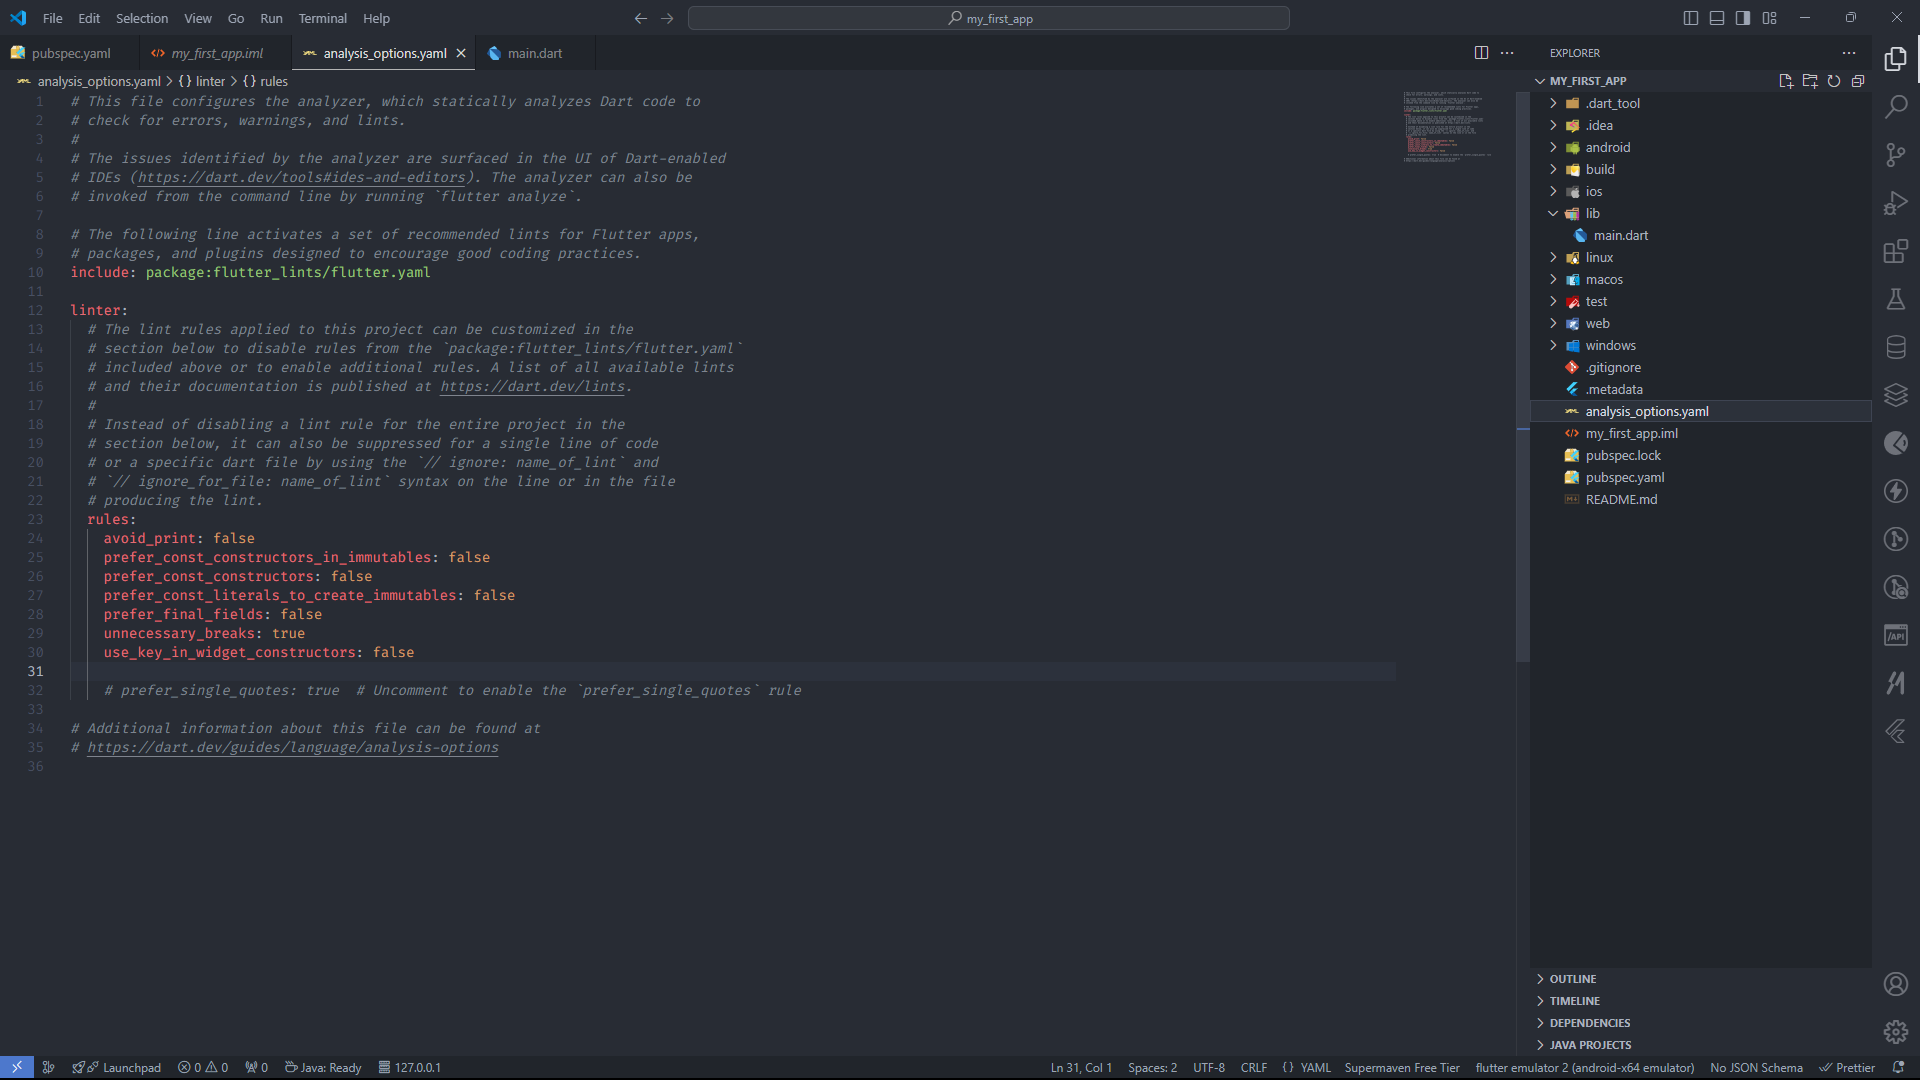 File Edit Selection View Go Run Terminal Help
my_first_app
pubspec.yaml
my_first_app.iml
analysis_options.yaml
main.dart
analysis_options.yaml > {} linter > {} rules
1 # This file configures the analyzer, which statically analyzes Dart code to
2 # check for errors, warnings, and lints.
3 #
4 # The issues identified by the analyzer are surfaced in the UI of Dart-enabled
5 # IDEs (https://dart.dev/tools#ides-and-editors). The analyzer can also be
6 # invoked from the command line by running `flutter analyze`.
7
8 # The following line activates a set of recommended lints for Flutter apps,
9 # packages, and plugins designed to encourage good coding practices.
10 include: package:flutter_lints/flutter.yaml
11
12 linter:
13 # The lint rules applied to this project can be customized in the
14 # section below to disable rules from the `package:flutter_lints/flutter.yaml`
15 # included above or to enable additional rules. A list of all available lints
16 # and their documentation is published at https://dart.dev/lints.
17 #
18 # Instead of disabling a lint rule for the entire project in the
19 # section below, it can also be suppressed for a single line of code
20 # or a specific dart file by using the `// ignore: name_of_lint` and
21 # `// ignore_for_file: name_of_lint` syntax on the line or in the file
22 # producing the lint.
23 rules:
24 avoid_print: false
25 prefer_const_constructors_in_immutables: false
26 prefer_const_constructors: false
27 prefer_const_literals_to_create_immutables: false
28 prefer_final_fields: false
29 unnecessary_breaks: true
30 use_key_in_widget_constructors: false
31
32 # prefer_single_quotes: true  # Uncomment to enable the `prefer_single_quotes` rule
33
34 # Additional information about this file can be found at
35 # https://dart.dev/guides/language/analysis-options
36
EXPLORER
MY_FIRST_APP
.dart_tool
.idea
android
build
ios
lib
main.dart
linux
macos
test
web
windows
.gitignore
.metadata
analysis_options.yaml
my_first_app.iml
pubspec.lock
pubspec.yaml
README.md
OUTLINE
TIMELINE
DEPENDENCIES
JAVA PROJECTS
/API
Launchpad 0 0 0 Java: Ready 127.0.0.1
Ln 31, Col 1 Spaces: 2 UTF-8 CRLF {} YAML Supermaven Free Tier flutter emulator 2 (android-x64 emulator) No JSON Schema Prettier